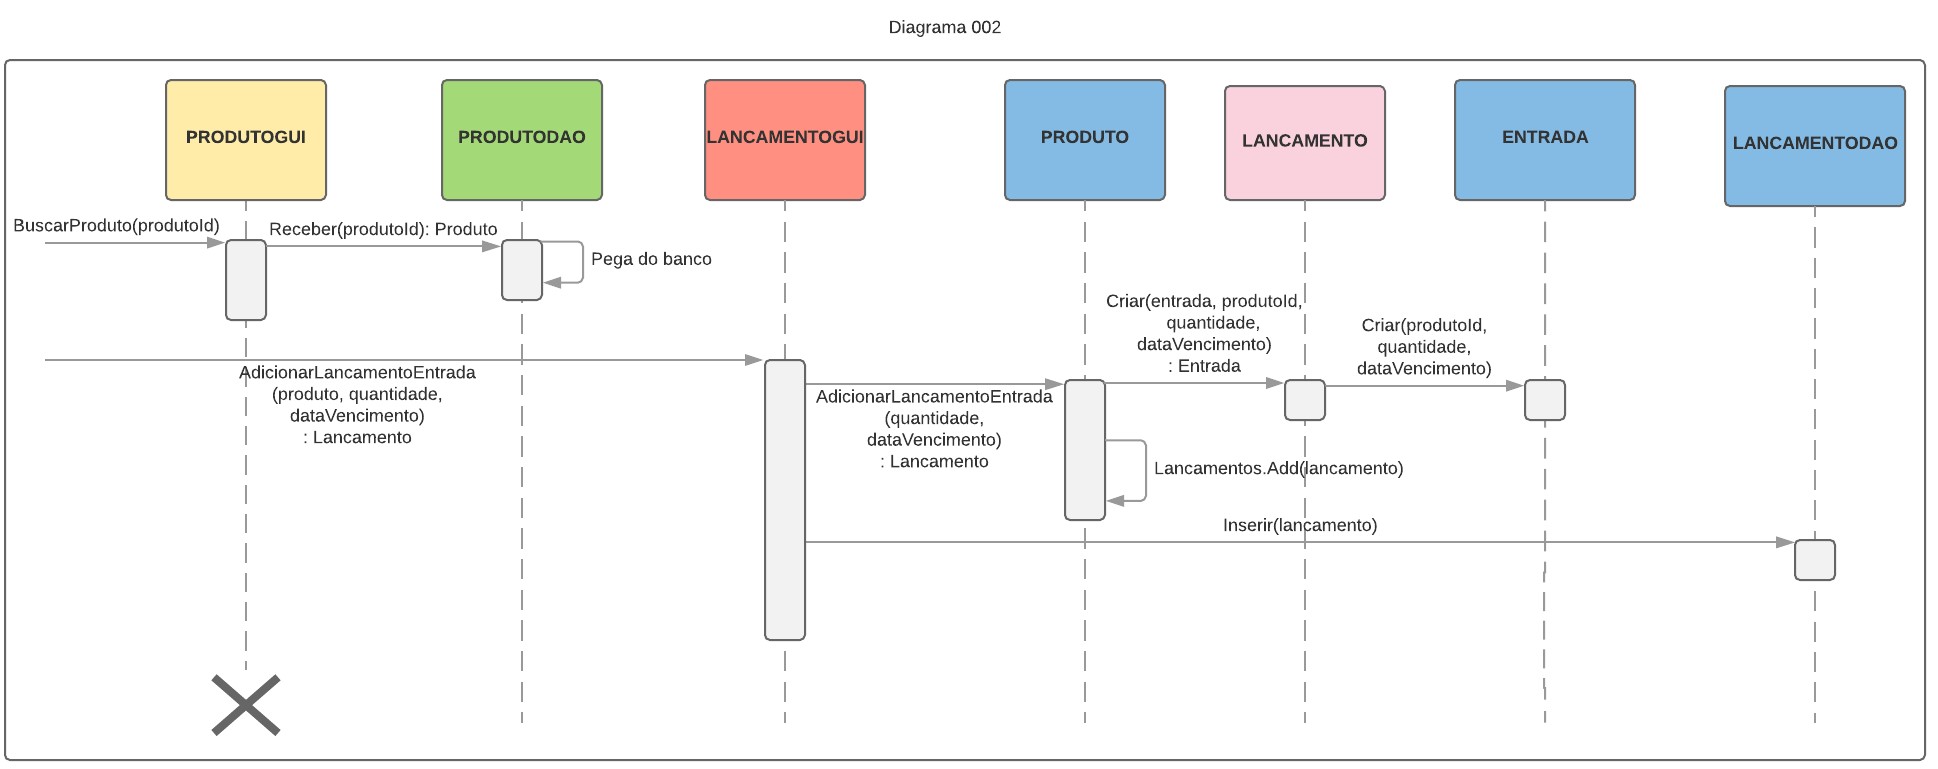 Diagrama 002
PRODUTOGUI
PRODUTODAO
LANCAMENTOGUI
PRODUTO
LANCAMENTO
ENTRADA
LANCAMENTODAO
BuscarProduto(produtoId)
Receber(produtoId): Produto
Pega do banco
Criar(entrada, produtoId,
quantidade,
dataVencimento)
: Entrada
Criar(produtoId,
quantidade,
dataVencimento)
AdicionarLancamentoEntrada
(produto, quantidade,
dataVencimento)
: Lancamento
AdicionarLancamentoEntrada
(quantidade,
dataVencimento)
: Lancamento
Lancamentos.Add(lancamento)
Inserir(lancamento)